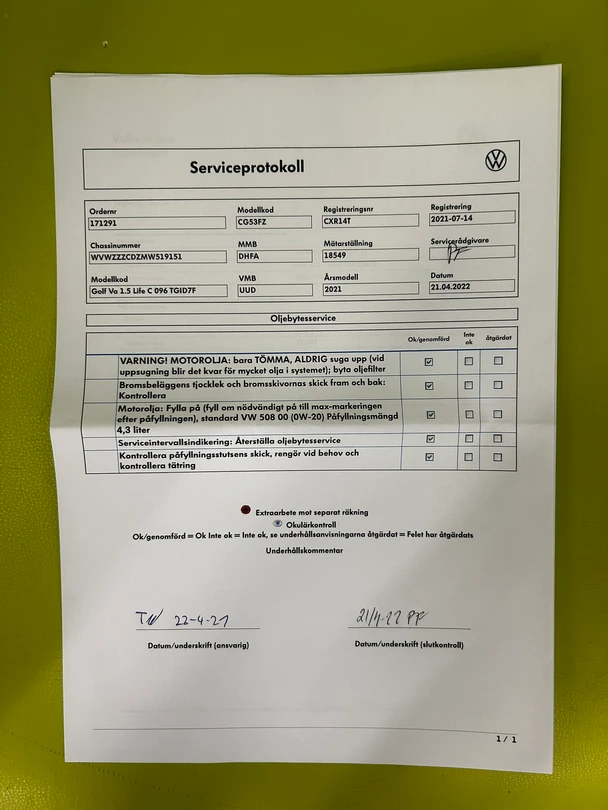 Serviceprotokoll
Ordernr Modellkod Registreringsnr Registrering
171291 CG53FZ CXR14T 2021-07-14
Chassinummer MMB Mätarställning Servicerådgivare
WVWZZZCDZMW519151 DHFA 18549 PF
Modellkod VMB Årsmodell Datum
Golf Va 1.5 Life C 096 TGID7F UUD 2021 21.04.2022
Oljebytesservice
Ok/genomförd Inte ok åtgärdat
VARNING! MOTOROLJA: bara TÖMMA, ALDRIG suga upp (vid
uppsugning blir det kvar för mycket olja i systemet); byta oljefilter
Bromsbeläggens tjocklek och bromsskivornas skick fram och bak:
Kontrollera
Motorolja: Fylla på (fyll om nödvändigt på till max-markeringen
efter påfyllningen), standard VW 508 00 (0W-20) Påfyllningsmängd
4,3 liter
Serviceintervallsindikering: Återställa oljebytesservice
Kontrollera påfyllningsstutsens skick, rengör vid behov och
kontrollera tätring
Extraarbete mot separat räkning
Okulärkontroll
Ok/genomförd = Ok Inte ok = Inte ok, se underhållsanvisningarna åtgärdat = Felet har åtgärdats
Underhållskommentar
22-4-21 21/4-22 PF
Datum/underskrift (ansvarig) Datum/underskrift (slutkontroll)
1 / 1